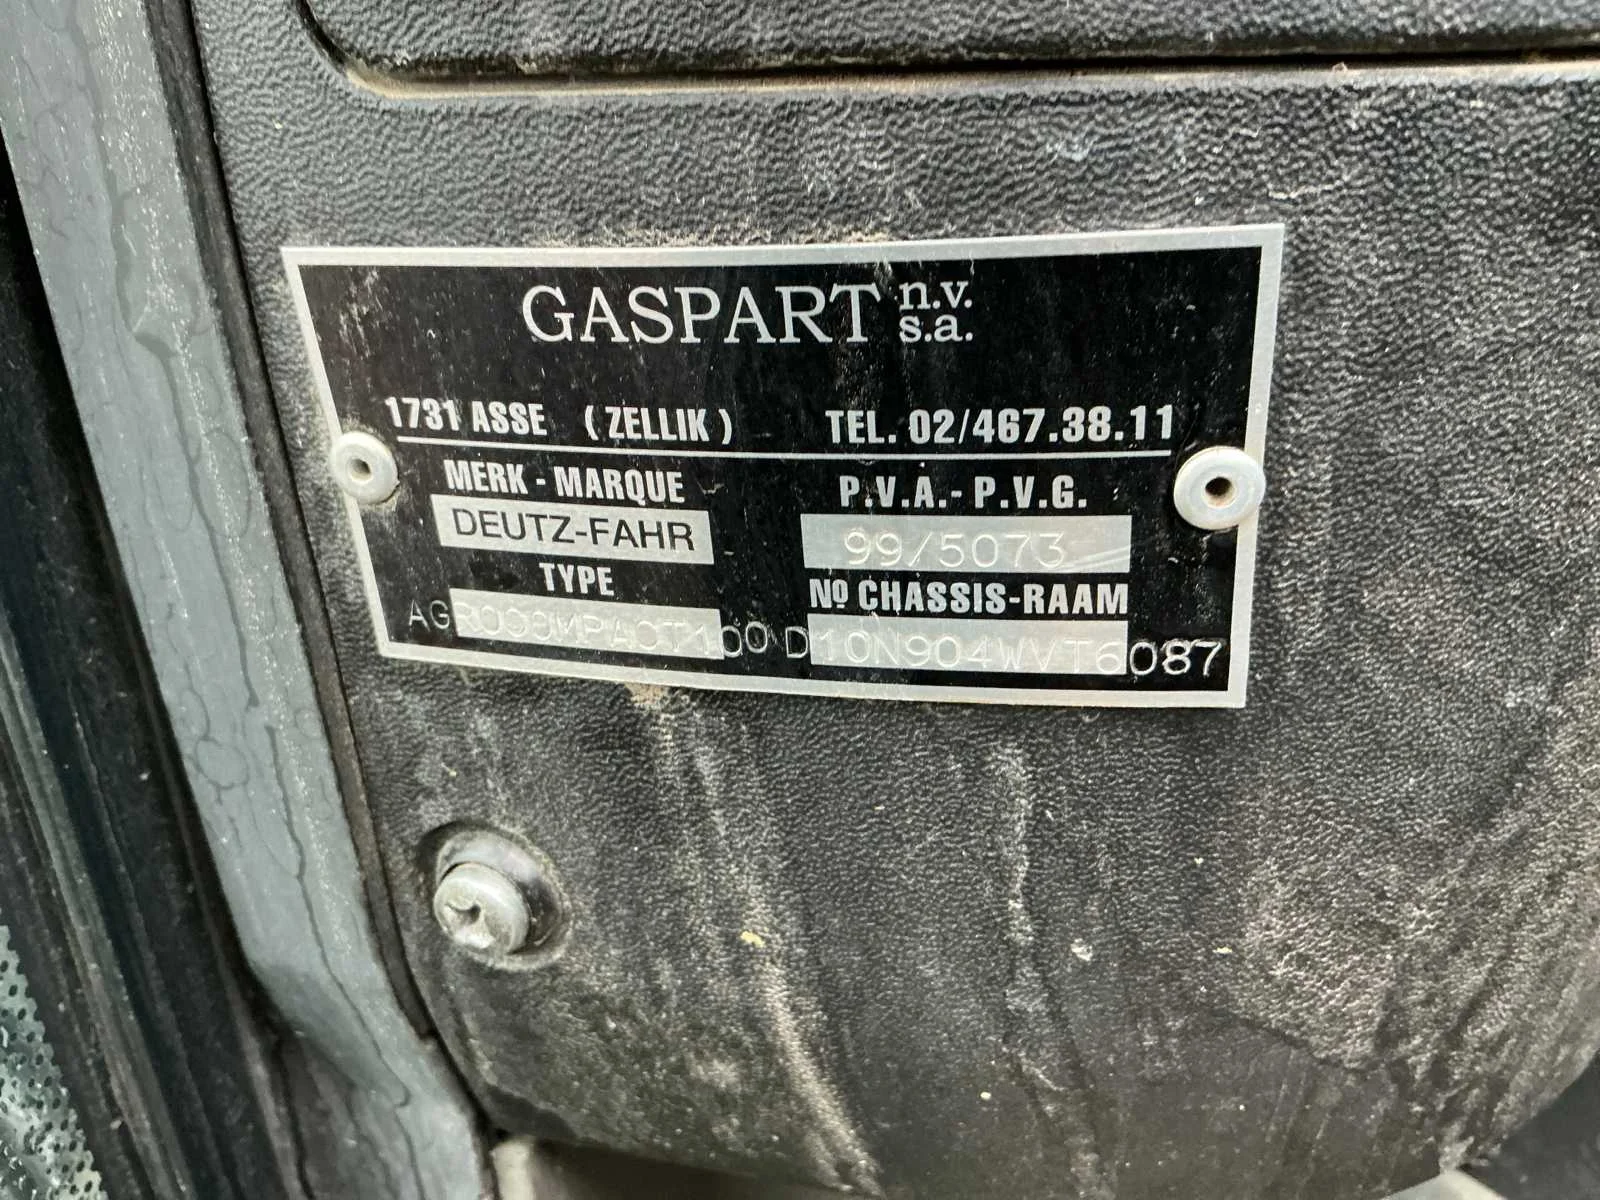 GASPART n.v. s.a.
1731 ASSE (ZELLIK) TEL. 02/467.38.11
MERK - MARQUE P.V.A. - P.V.G.
DEUTZ-FAHR 99/5073
TYPE Nº CHASSIS-RAAM
AGROCOMPACT100 D10N904WVT6087